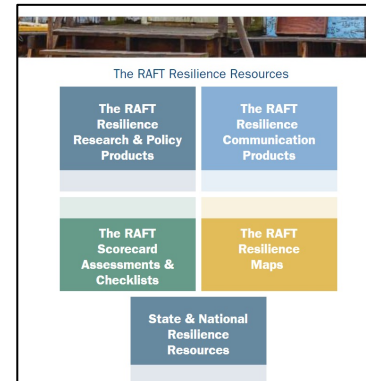 The RAFT Resilience Resources
The RAFT
Resilience
Research & Policy
Products
The RAFT
Resilience
Communication
Products
The RAFT
Scorecard
Assessments &
Checklists
The RAFT
Resilience
Maps
State & National
Resilience
Resources